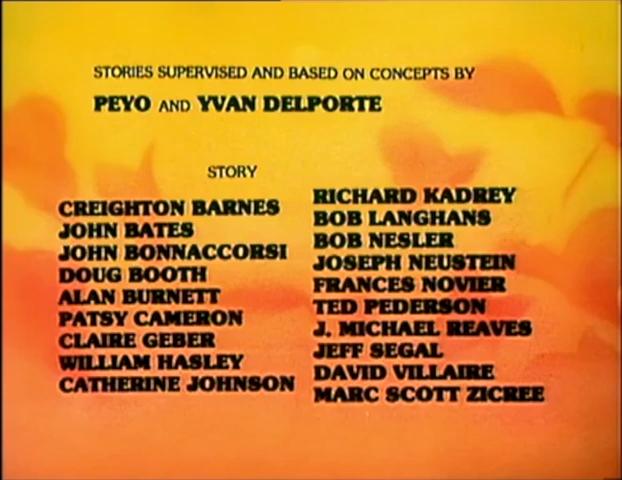 STORIES SUPERVISED AND BASED ON CONCEPTS BY
PEYO AND YVAN DELPORTE
STORY
CREIGHTON BARNES
JOHN BATES
JOHN BONNACCORSI
DOUG BOOTH
ALAN BURNETT
PATSY CAMERON
CLAIRE GEBER
WILLIAM HASLEY
CATHERINE JOHNSON
RICHARD KADREY
BOB LANGHANS
BOB NESLER
JOSEPH NEUSTEIN
FRANCES NOVIER
TED PEDERSON
J. MICHAEL REAVES
JEFF SEGAL
DAVID VILLAIRE
MARC SCOTT ZICREE